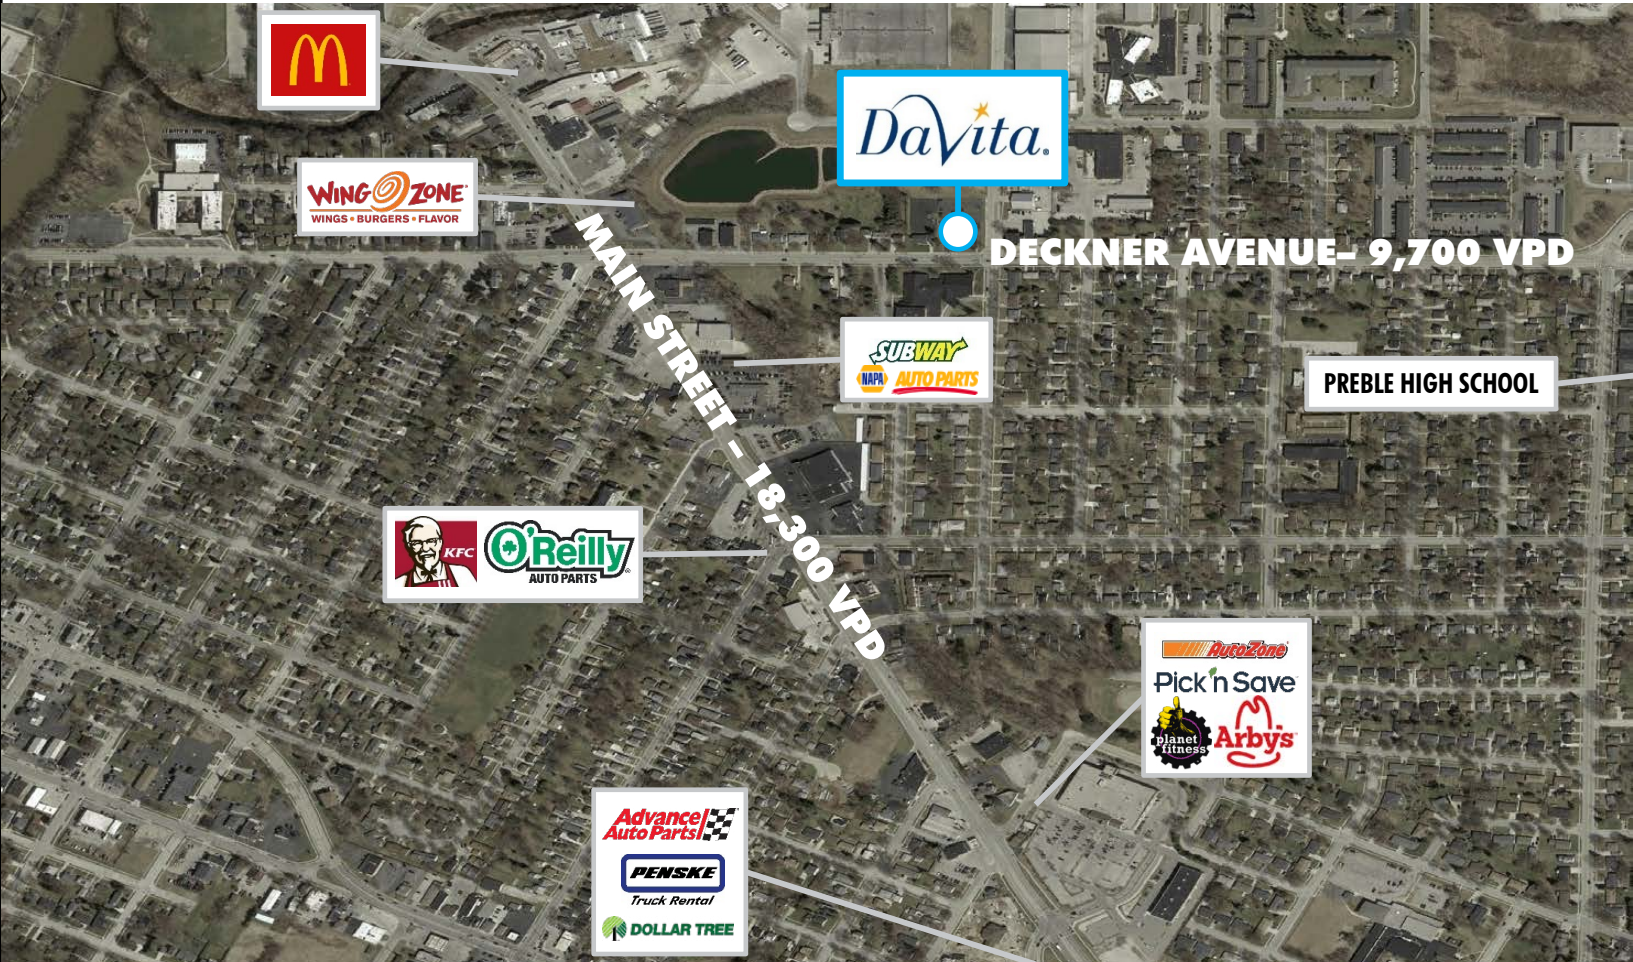 DaVita.
WING ZONE
WINGS • BURGERS • FLAVOR
DECKNER AVENUE– 9,700 VPD
MAIN STREET – 18,300 VPD
SUBWAY
NAPA AUTO PARTS
PREBLE HIGH SCHOOL
KFC
O'Reilly
AUTO PARTS
AutoZone
Pick'n Save
planet
fitness
Arby's
Advance
Auto Parts
PENSKE
Truck Rental
DOLLAR TREE